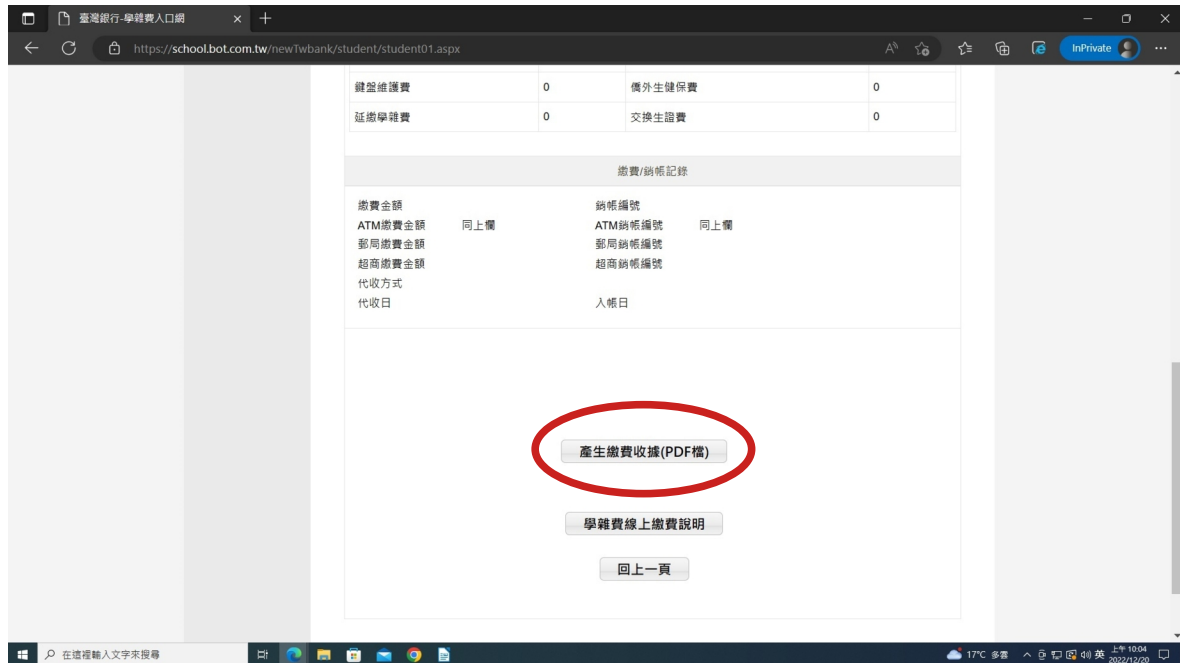 臺灣銀行-學雜費入口網
https://school.bot.com.tw/newTwbank/student/student01.aspx
InPrivate
鍵盤維護費 0 僑外生健保費 0
延繳學雜費 0 交換生證費 0
繳費/銷帳記錄
繳費金額 銷帳編號
ATM繳費金額 同上欄 ATM銷帳編號 同上欄
郵局繳費金額 郵局銷帳編號
超商繳費金額 超商銷帳編號
代收方式
代收日 入帳日
產生繳費收據(PDF檔)
學雜費線上繳費說明
回上一頁
在這裡輸入文字來搜尋
17°C 多雲 英 上午 10:04
2022/12/20